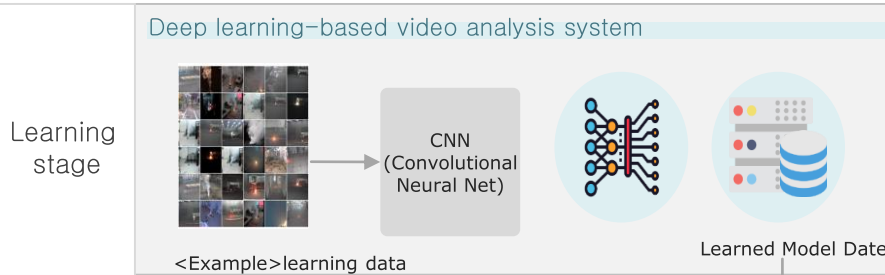 Deep learning-based video analysis system
Learning
stage
CNN
(Convolutional
Neural Net)
<Example>learning data
Learned Model Date